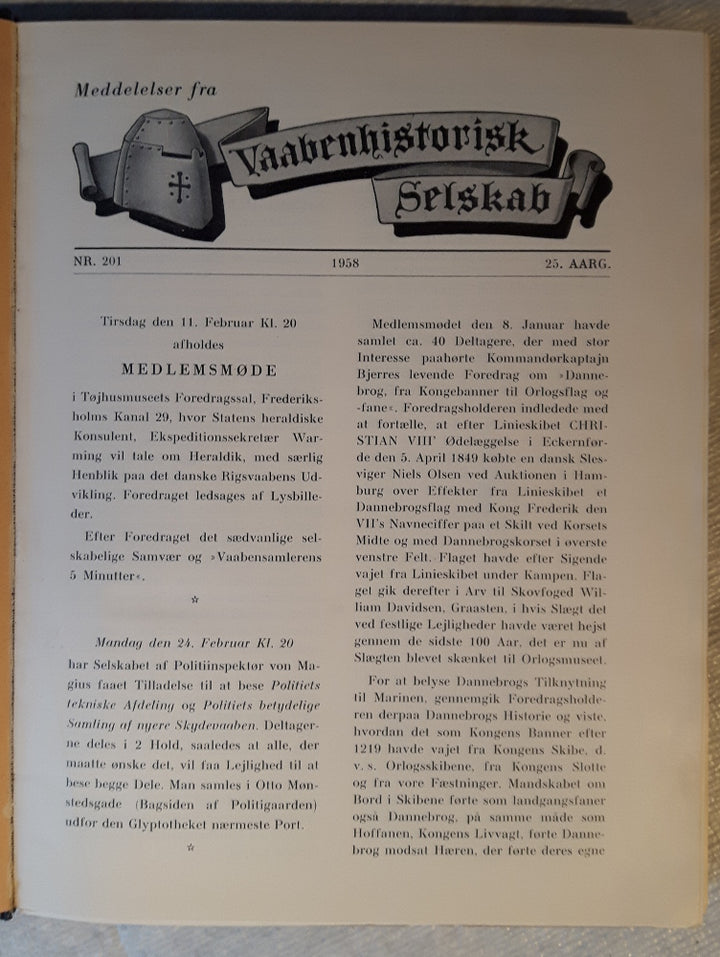 Meddelelser fra
Vaabenhistorisk
Selskab
NR. 201 1958 25. AARG.
Tirsdag den 11. Februar Kl. 20
afholdes
MEDLEMSMØDE
i Tøjhusmuseets Foredragssal, Frederiks-
holms Kanal 29, hvor Statens heraldiske
Konsulent, Ekspeditionssekretær War-
ming vil tale om Heraldik, med særlig
Henblik paa det danske Rigsvaabens Ud-
vikling. Foredraget ledsages af Lysbille-
der.
Efter Foredraget det sædvanlige sel-
skabelige Samvær og »Vaabensamlerens
5 Minutter«.
☆
Mandag den 24. Februar Kl. 20
har Selskabet af Politiinspektør von Ma-
gius faaet Tilladelse til at bese Politiets
tekniske Afdeling og Politiets betydelige
Samling af nyere Skydevaaben. Deltager-
ne deles i 2 Hold, saaledes at alle, der
maatte ønske det, vil faa Lejlighed til at
bese begge Dele. Man samles i Otto Møn-
stedsgade (Bagsiden af Politigaarden)
udfor den Glyptotheket nærmeste Port.
☆
Medlemsmødet den 8. Januar havde
samlet ca. 40 Deltagere, der med stor
Interesse paahørte Kommandørkaptajn
Bjerres levende Foredrag om »Danne-
brog, fra Kongebanner til Orlogsflag og
-fane«. Foredragsholderen indledede med
at fortælle, at efter Linieskibet CHRI-
STIAN VIII' Ødelæggelse i Eckernfør-
de den 5. April 1849 købte en dansk Sles-
viger Niels Olsen ved Auktionen i Ham-
burg over Effekter fra Linieskibet et
Dannebrogsflag med Kong Frederik den
VII's Navneciffer paa et Skilt ved Korsets
Midte og med Dannebrogskorset i øverste
venstre Felt. Flaget havde efter Sigende
vajet fra Linieskibet under Kampen. Fla-
get gik derefter i Arv til Skovfoged Wil-
liam Davidsen, Graasten, i hvis Slægt det
ved festlige Lejligheder havde været hejst
gennem de sidste 100 Aar, det er nu af
Slægten blevet skænket til Orlogsmuseet.
For at belyse Dannebrogs Tilknytning
til Marinen, gennemgik Foredragsholde-
ren derpaa Dannebrogs Historie og viste,
hvordan det som Kongens Banner efter
1219 havde vajet fra Kongens Skibe, d.
v. s. Orlogsskibene, fra Kongens Slotte
og fra vore Fæstninger. Mandskabet om
Bord i Skibene førte som landgangsfaner
også Dannebrog, på samme måde som
Hoffanen, Kongens Livvagt, førte Danne-
brog modsat Hæren, der førte deres egne